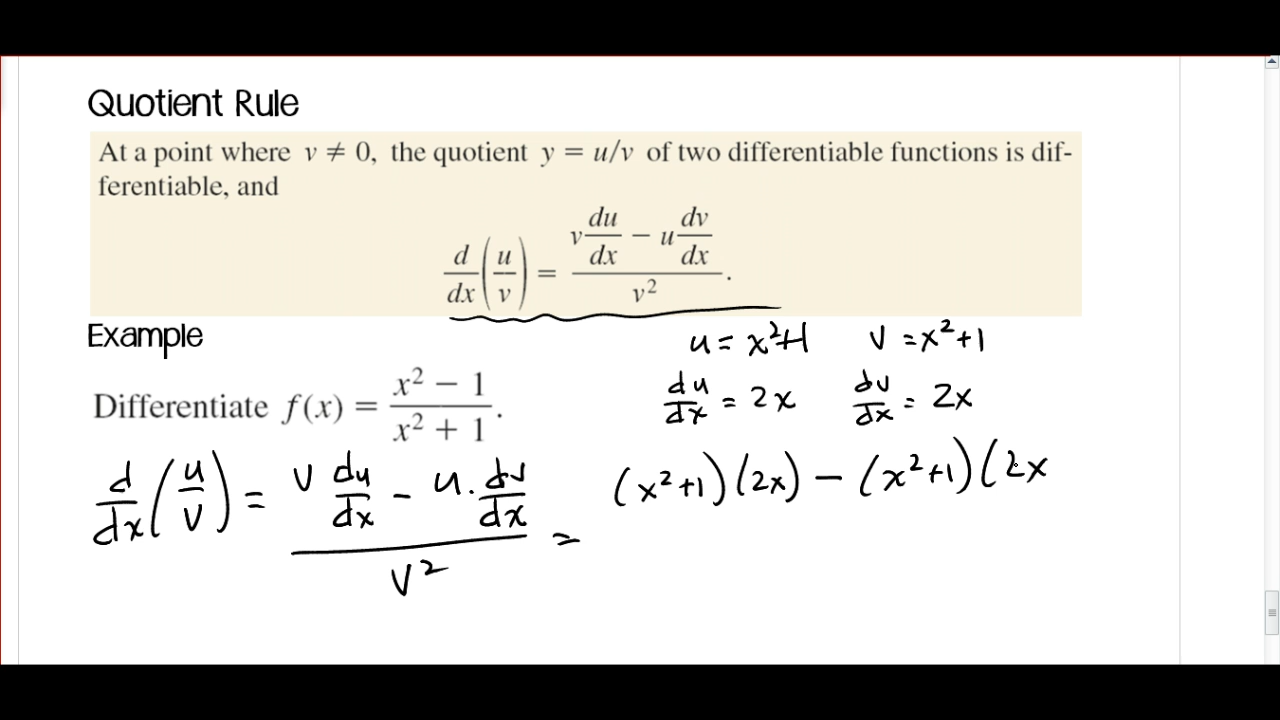 Quotient Rule
At a point where v ≠ 0, the quotient y = u/v of two differentiable functions is dif-
ferentiable, and
d/dx (u/v) = (v du/dx − u dv/dx) / v².
Example
u = x²+1   v = x²+1
Differentiate f(x) = (x² − 1)/(x² + 1).
du/dx = 2x   dv/dx = 2x
d/dx (u/v) = (v du/dx − u . dv/dx) / v² = (x²+1)(2x) − (x²+1)(2x